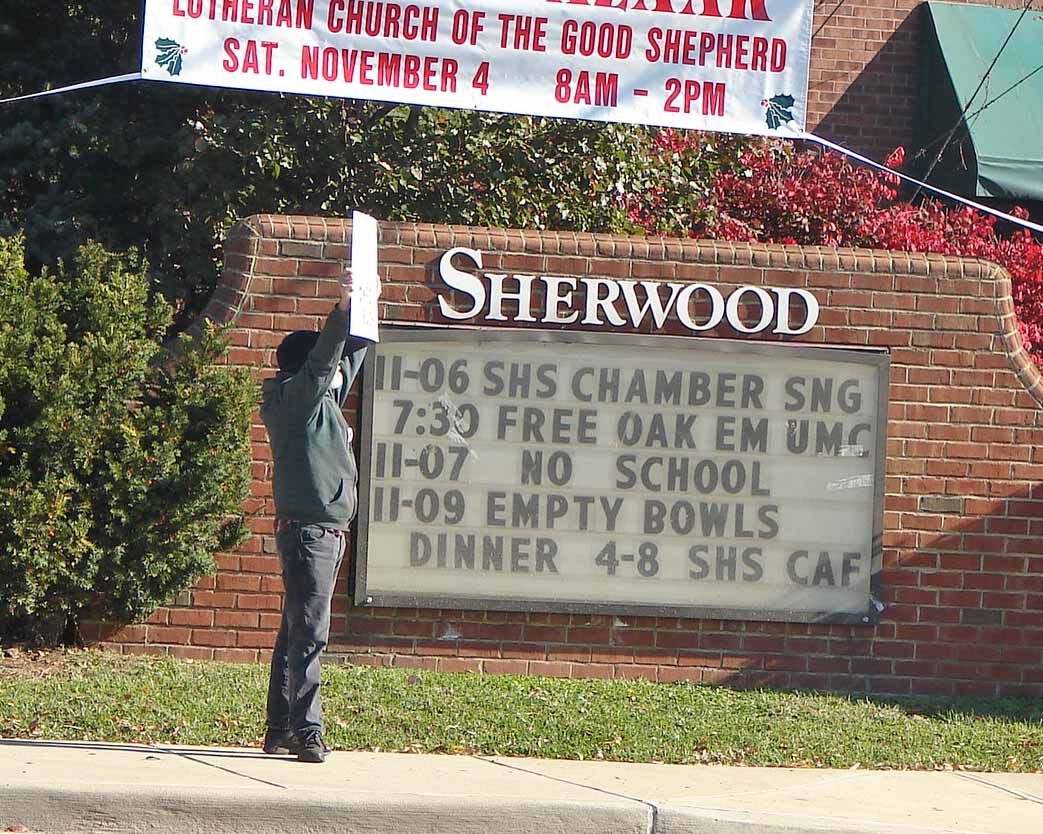 LUTHERAN CHURCH OF THE GOOD SHEPHERD
SAT. NOVEMBER 4 8AM - 2PM
SHERWOOD
11-06 SHS CHAMBER SNG
7:30 FREE OAK EM UMC
11-07 NO SCHOOL
11-09 EMPTY BOWLS
DINNER 4-8 SHS CAF